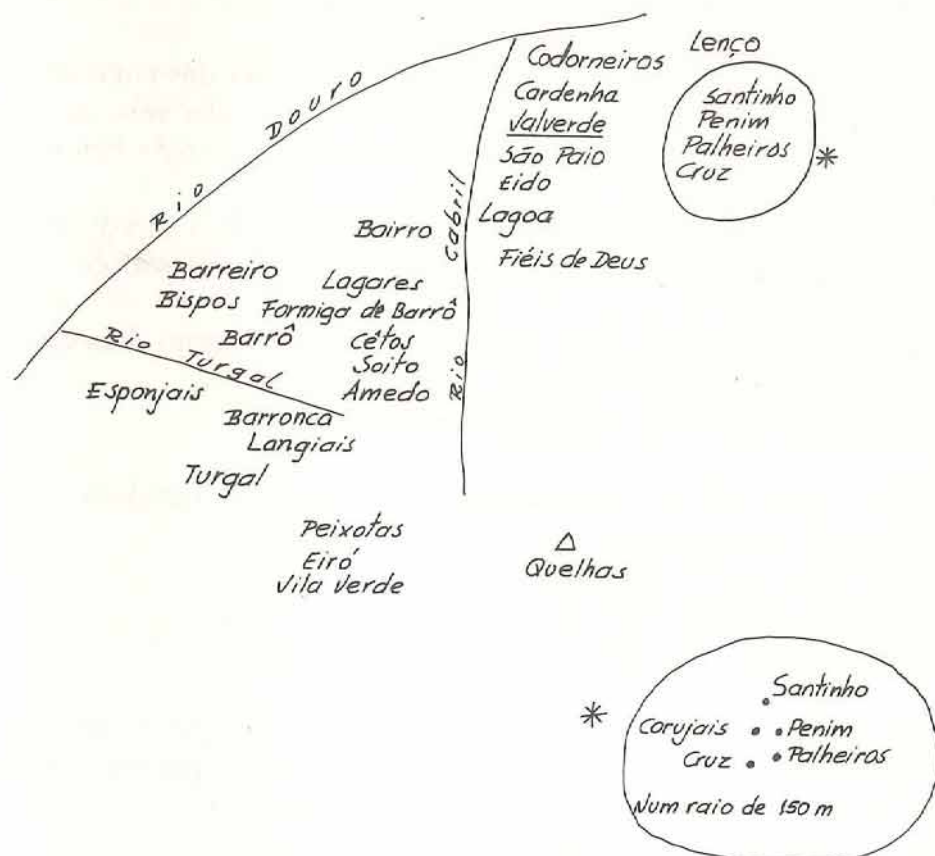 Lenço
Codorneiros
Cardenha
Valverde
São Paio
Eido
Lagoa
Fiéis de Deus
Santinho
Penim
Palheiros
Cruz
*
RIO DOURO
Rio Cabril
Bairro
Barreiro
Lagares
Bispos
Formiga de Barrô
Barrô
Cêtos
Soito
Amedo
Rio Turgal
Esponjais
Barronca
Langiais
Turgal
Peixotas
Eiró
Vila Verde
Quelhas
*
Santinho
Corujais
Penim
Cruz
Palheiros
Num raio de 150 m